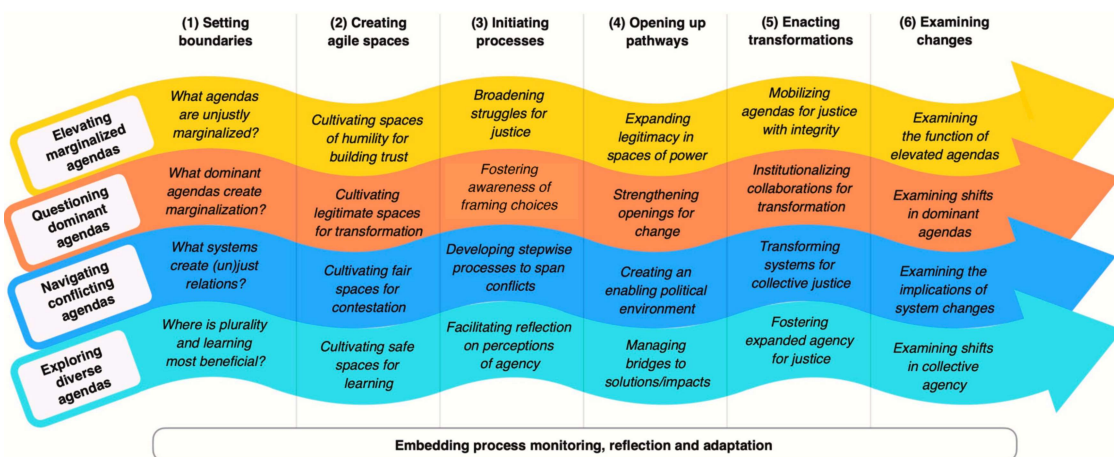 (1) Setting
boundaries
(2) Creating
agile spaces
(3) Initiating
processes
(4) Opening up
pathways
(5) Enacting
transformations
(6) Examining
changes
Elevating
marginalized
agendas
What agendas
are unjustly
marginalized?
Cultivating spaces
of humility for
building trust
Broadening
struggles for
justice
Expanding
legitimacy in
spaces of power
Mobilizing
agendas for justice
with integrity
Examining
the function of
elevated agendas
Questioning
dominant
agendas
What dominant
agendas create
marginalization?
Cultivating
legitimate spaces
for transformation
Fostering
awareness of
framing choices
Strengthening
openings for
change
Institutionalizing
collaborations for
transformation
Examining shifts
in dominant
agendas
Navigating
conflicting
agendas
What systems
create (un)just
relations?
Cultivating fair
spaces for
contestation
Developing stepwise
processes to span
conflicts
Creating an
enabling political
environment
Transforming
systems for
collective justice
Examining the
implications of
system changes
Exploring
diverse
agendas
Where is plurality
and learning
most beneficial?
Cultivating safe
spaces for
learning
Facilitating reflection
on perceptions
of agency
Managing
bridges to
solutions/impacts
Fostering
expanded agency
for justice
Examining shifts
in collective
agency
Embedding process monitoring, reflection and adaptation